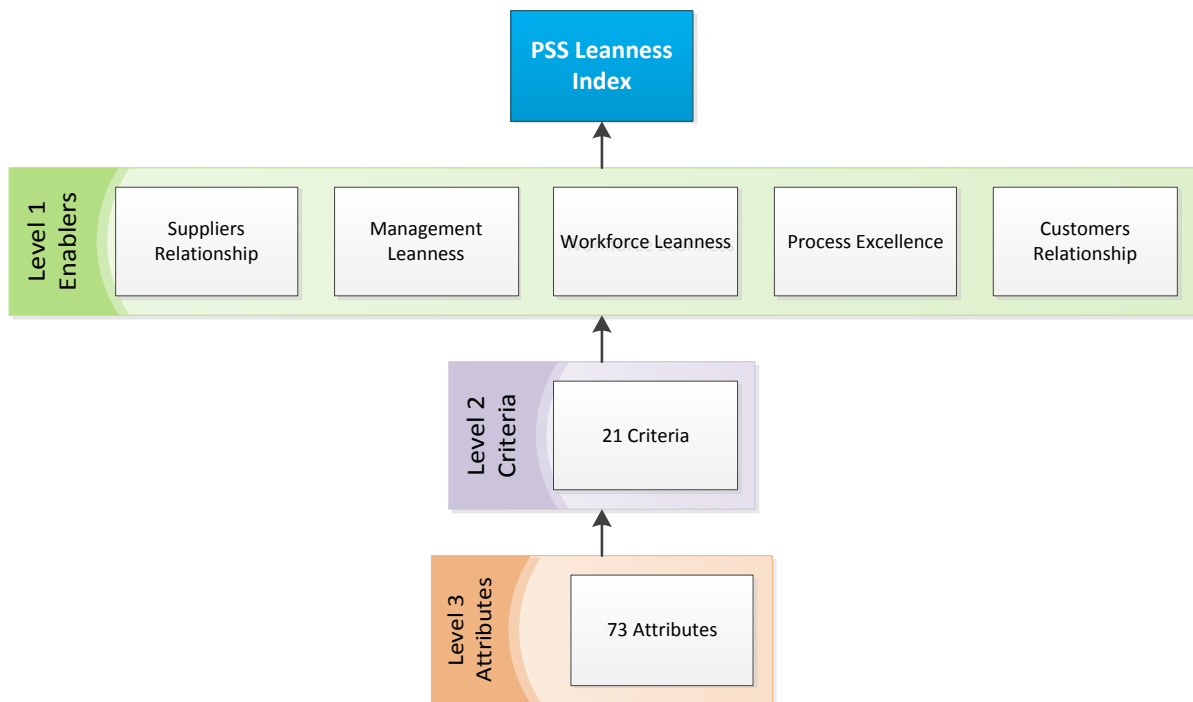 PSS Leanness
Index
Level 1
Enablers
Suppliers
Relationship
Management
Leanness
Workforce Leanness
Process Excellence
Customers
Relationship
Level 2
Criteria
21 Criteria
Level 3
Attributes
73 Attributes